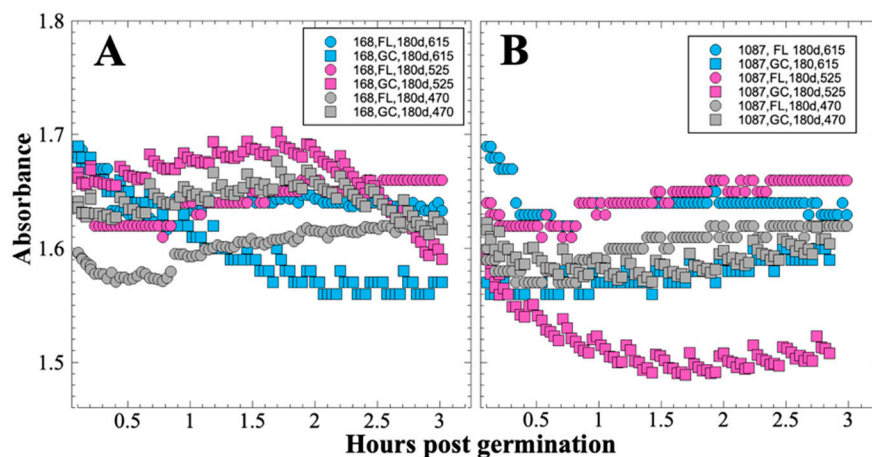 1.8
1.7
1.6
1.5
Absorbance
A
168,FL,180d,615
168,GC,180d,615
168,FL,180d,525
168,GC,180d,525
168,FL,180d,470
168,GC,180d,470
B
1087, FL 180d,615
1087,GC,180,615
1087,FL,180d,525
1087,GC,180d,525
1087,FL,180d,470
1087,GC,180d,470
0.5 1 1.5 2 2.5 3
0.5 1 1.5 2 2.5 3
Hours post germination